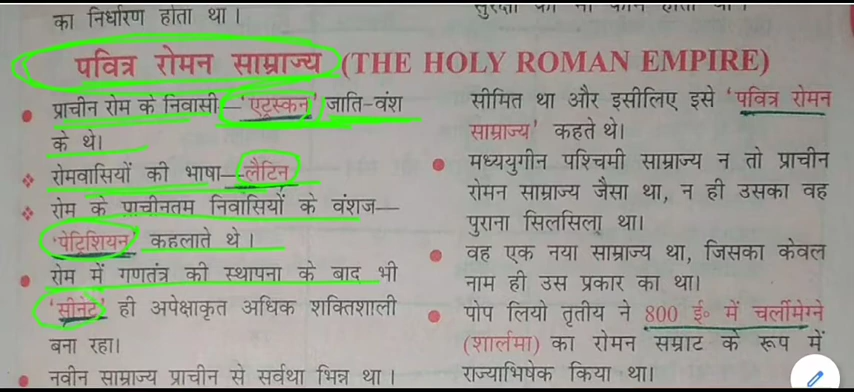 का निर्धारण होता था।
पवित्र रोमन साम्राज्य (THE HOLY ROMAN EMPIRE)
प्राचीन रोम के निवासी—'एट्रस्कन' जाति-वंश
के थे।
रोमवासियों की भाषा—लैटिन
रोम के प्राचीनतम निवासियों के वंशज—
'पेट्रिशियन' कहलाते थे।
रोम में गणतंत्र की स्थापना के बाद भी
'सीनेट' ही अपेक्षाकृत अधिक शक्तिशाली
बना रहा।
नवीन साम्राज्य प्राचीन से सर्वथा भिन्न था।
सीमित था और इसीलिए इसे 'पवित्र रोमन
साम्राज्य' कहते थे।
मध्ययुगीन पश्चिमी साम्राज्य न तो प्राचीन
रोमन साम्राज्य जैसा था, न ही उसका वह
पुराना सिलसिला था।
वह एक नया साम्राज्य था, जिसका केवल
नाम ही उस प्रकार का था।
पोप लियो तृतीय ने 800 ई० में चर्लीमेग्ने
(शार्लमा) का रोमन सम्राट के रूप में
राज्याभिषेक किया था।